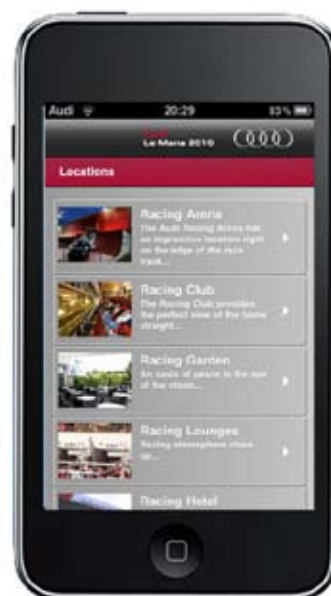 Audi 20:29 83%
Le Mans 2010
Locations
Racing Arena
The Audi Racing Arena has
an impressive location right
on the edge of the race
track...
Racing Club
The Racing Club provides
the perfect view of the home
straight...
Racing Garden
An oasis of peace in the eye
of the storm...
Racing Lounges
Racing atmosphere close
up...
Racing Hotel